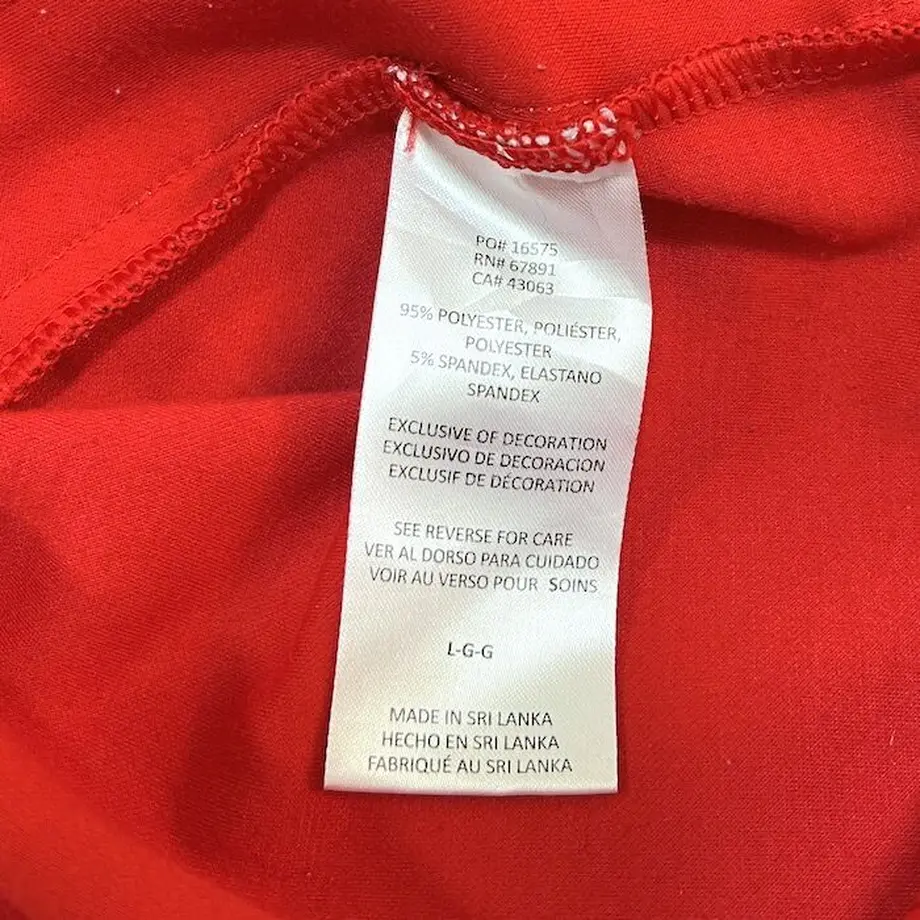 PO# 16575
RN# 67891
CA# 43063
95% POLYESTER, POLIÉSTER,
POLYESTER
5% SPANDEX, ELASTANO
SPANDEX
EXCLUSIVE OF DECORATION
EXCLUSIVO DE DECORACION
EXCLUSIF DE DÉCORATION
SEE REVERSE FOR CARE
VER AL DORSO PARA CUIDADO
VOIR AU VERSO POUR SOINS
L-G-G
MADE IN SRI LANKA
HECHO EN SRI LANKA
FABRIQUÉ AU SRI LANKA